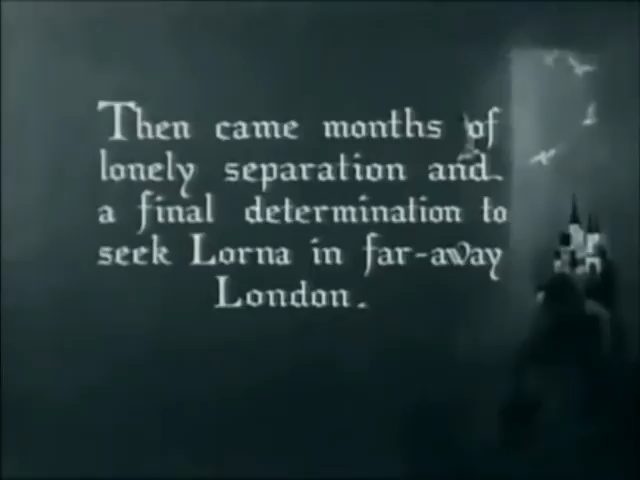 Then came months of
lonely separation and
a final determination to
seek Lorna in far-away
London.